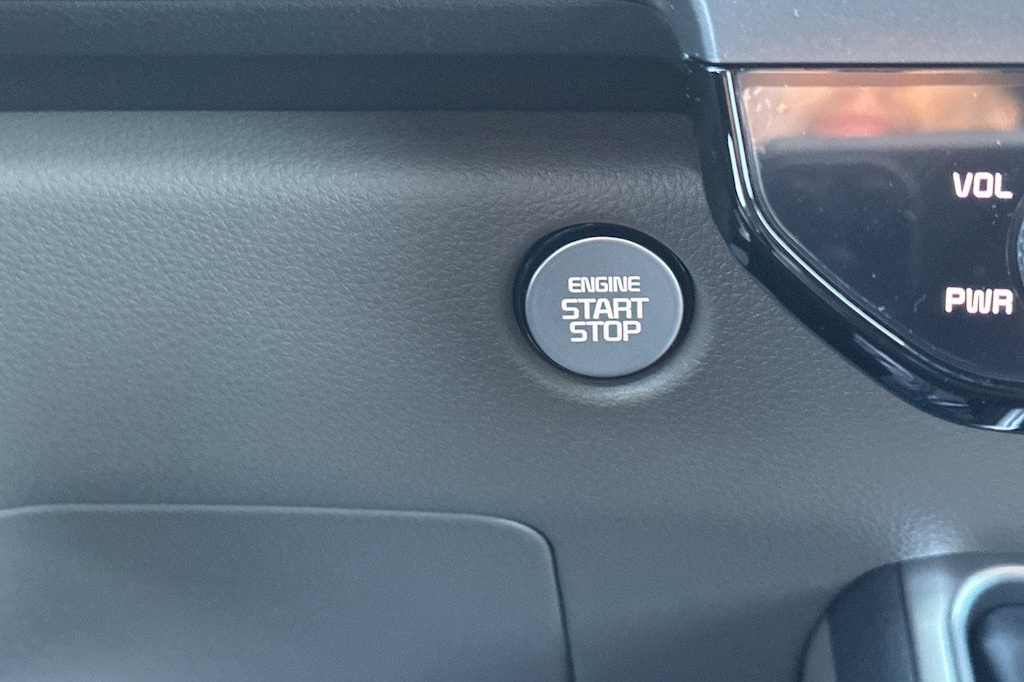 VOL
ENGINE
START
STOP
PWR